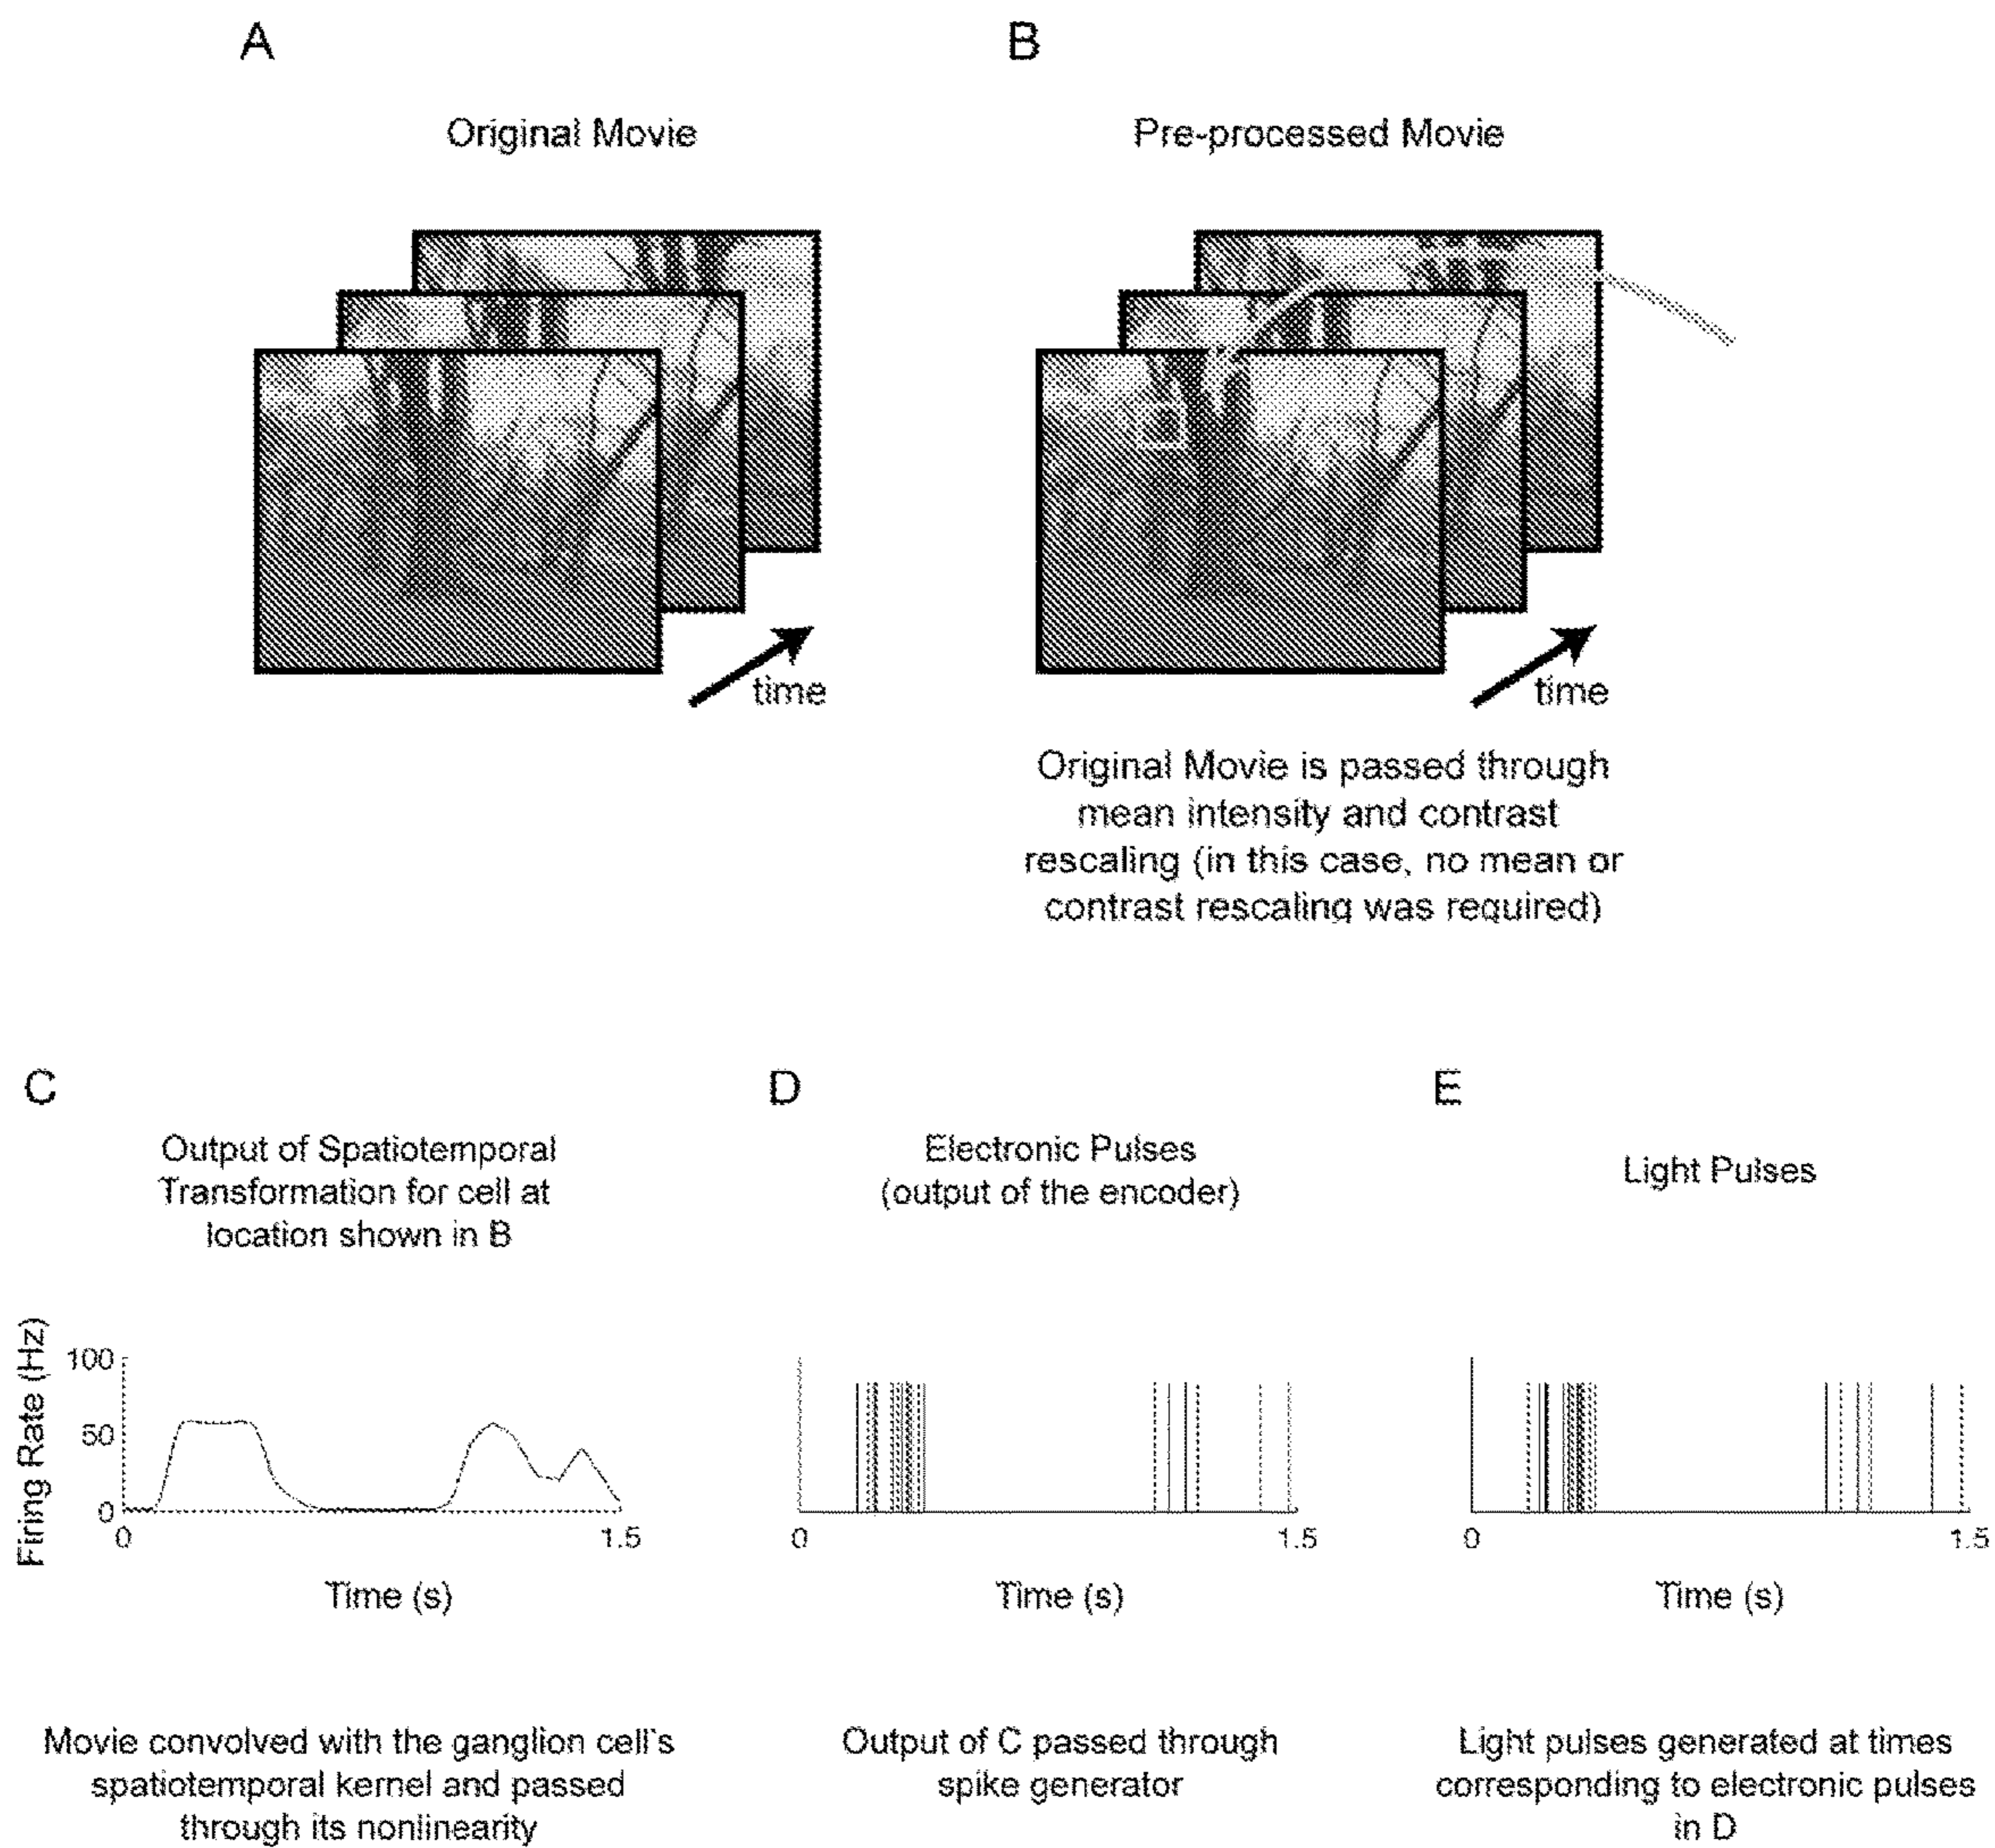 A
B
Original Movie
Pre-processed Movie
time
time
Original Movie is passed through
mean intensity and contrast
rescaling (in this case, no mean or
contrast rescaling was required)
C
D
E
Output of Spatiotemporal
Transformation for cell at
location shown in B
Electronic Pulses
(output of the encoder)
Light Pulses
Firing Rate (Hz)
100
50
0
0
1.5
Time (s)
0
1.5
Time (s)
0
1.5
Time (s)
Movie convolved with the ganglion cell's
spatiotemporal kernel and passed
through its nonlinearity
Output of C passed through
spike generator
Light pulses generated at times
corresponding to electronic pulses
in D